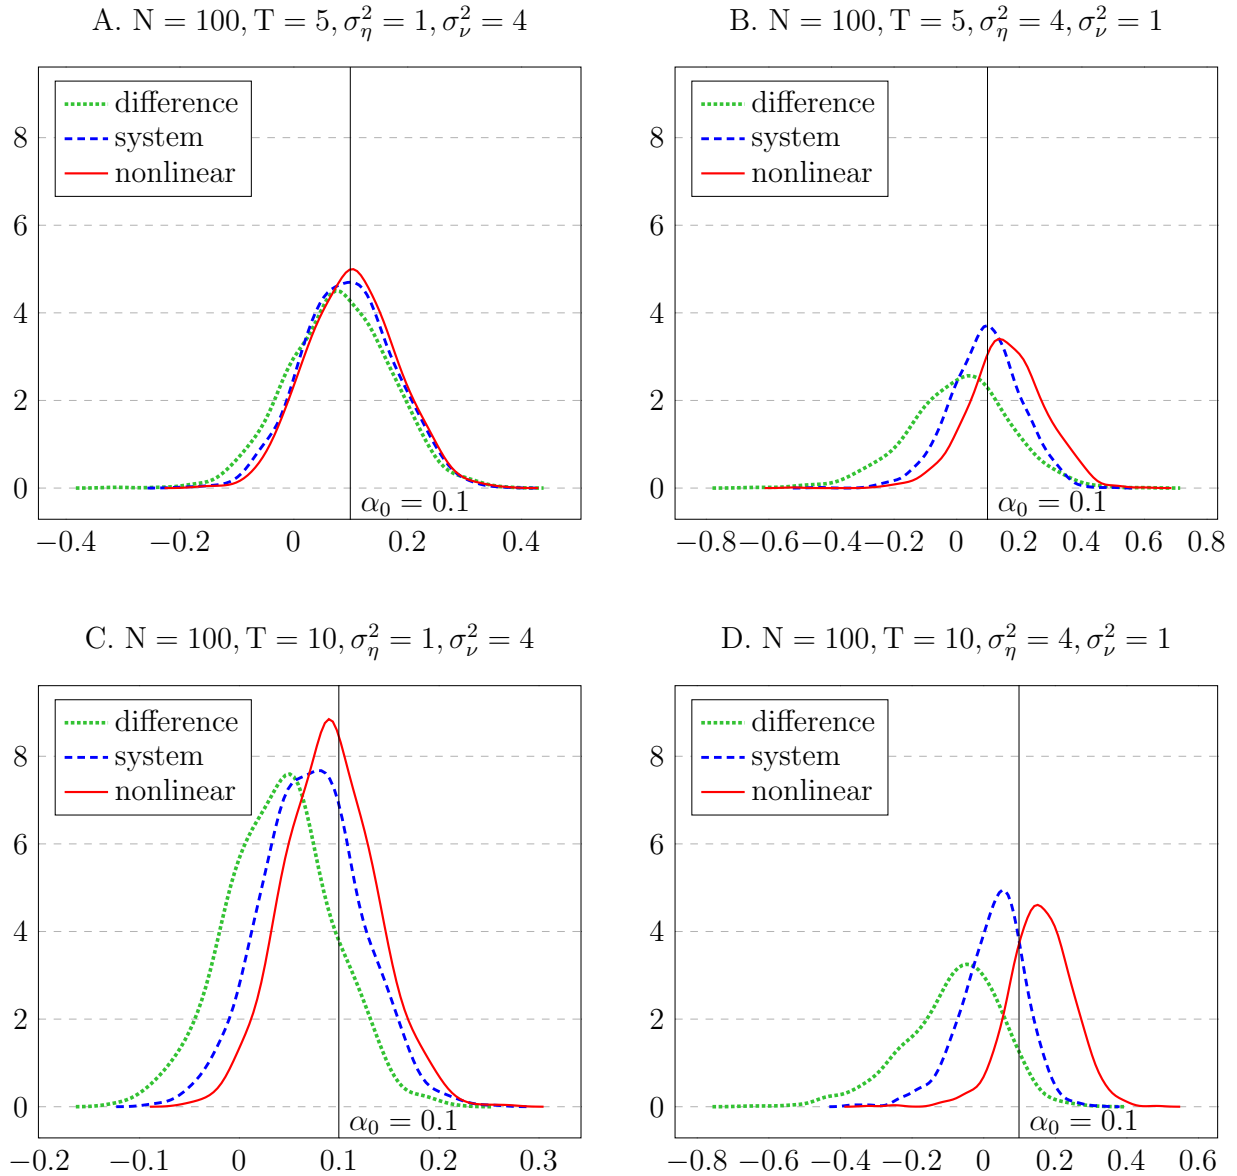 A. N = 100, T = 5, σ²_η = 1, σ²_ν = 4
difference
system
nonlinear
8
6
4
2
0
α₀ = 0.1
−0.4 −0.2 0 0.2 0.4
B. N = 100, T = 5, σ²_η = 4, σ²_ν = 1
difference
system
nonlinear
8
6
4
2
0
α₀ = 0.1
−0.8 −0.6 −0.4 −0.2 0 0.2 0.4 0.6 0.8
C. N = 100, T = 10, σ²_η = 1, σ²_ν = 4
difference
system
nonlinear
8
6
4
2
0
α₀ = 0.1
−0.2 −0.1 0 0.1 0.2 0.3
D. N = 100, T = 10, σ²_η = 4, σ²_ν = 1
difference
system
nonlinear
8
6
4
2
0
α₀ = 0.1
−0.8 −0.6 −0.4 −0.2 0 0.2 0.4 0.6